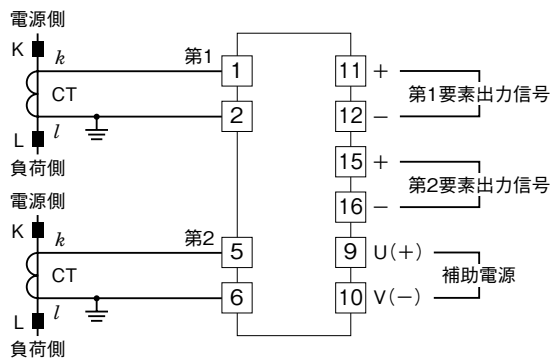 電源側
K
k
第1
1
11
+
CT
第1要素出力信号
2
12
−
L
l
負荷側
15
+
第2要素出力信号
16
−
電源側
K
k
第2
5
9
U(+)
CT
補助電源
6
10
V(−)
L
l
負荷側